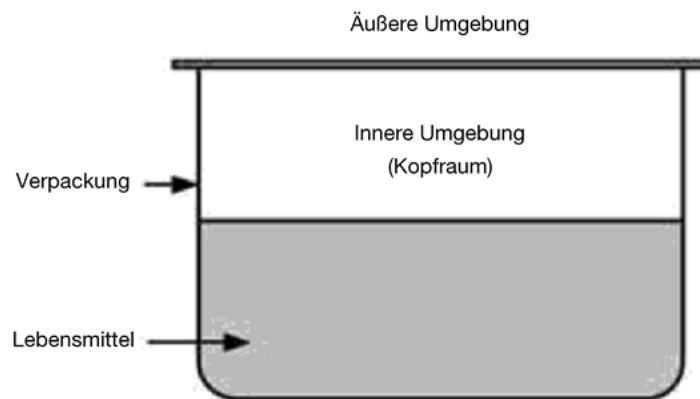 Äußere Umgebung
Innere Umgebung
(Kopfraum)
Verpackung
Lebensmittel